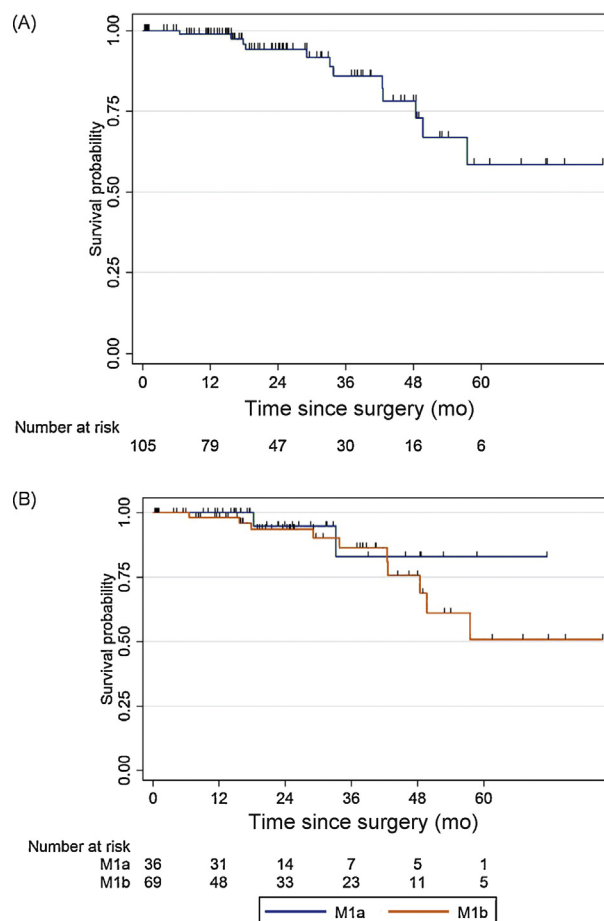 (A)
1.00
0.75
0.50
0.25
0.00
Survival probability
0 12 24 36 48 60
Time since surgery (mo)
Number at risk
105 79 47 30 16 6
(B)
1.00
0.75
0.50
0.25
0.00
Survival probability
0 12 24 36 48 60
Time since surgery (mo)
Number at risk
M1a 36 31 14 7 5 1
M1b 69 48 33 23 11 5
M1a M1b